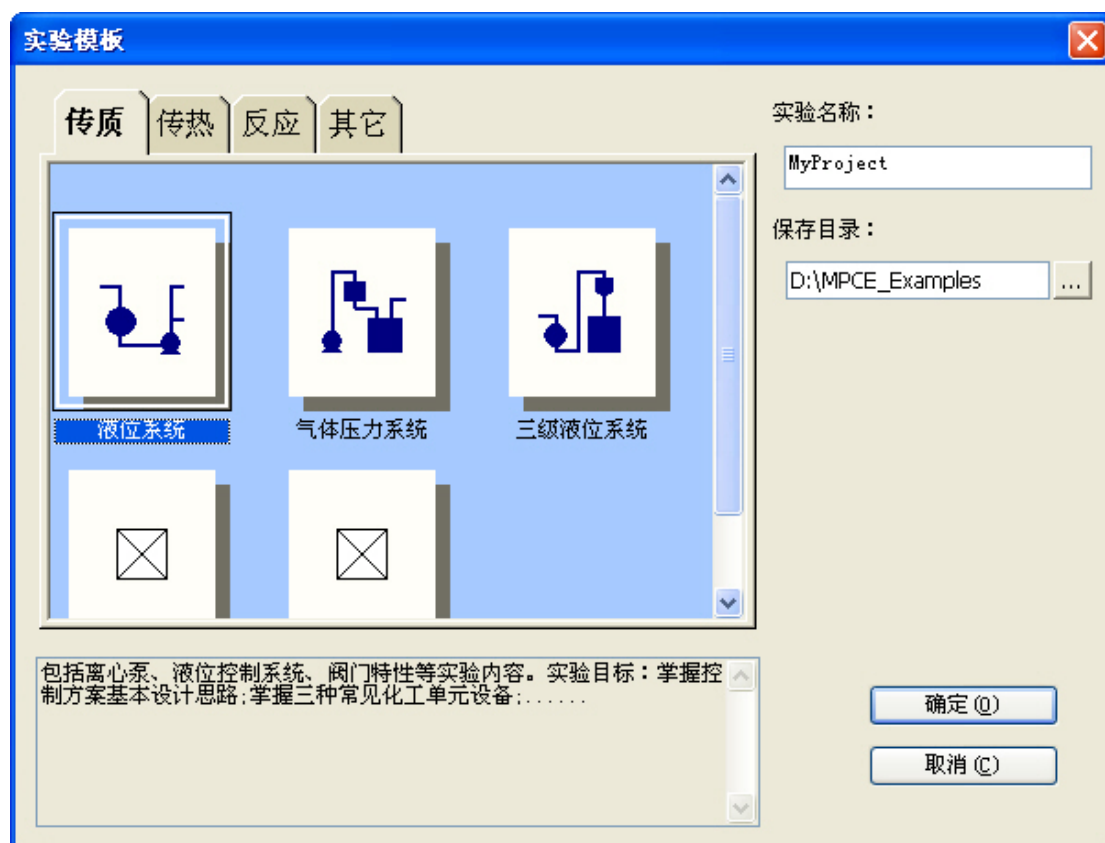 实验模板
传质 传热 反应 其它
实验名称：
MyProject
保存目录：
D:\MPCE_Examples ...
液位系统 气体压力系统 三级液位系统
包括离心泵、液位控制系统、阀门特性等实验内容。实验目标：掌握控
制方案基本设计思路;掌握三种常见化工单元设备;......
确定(O)
取消(C)